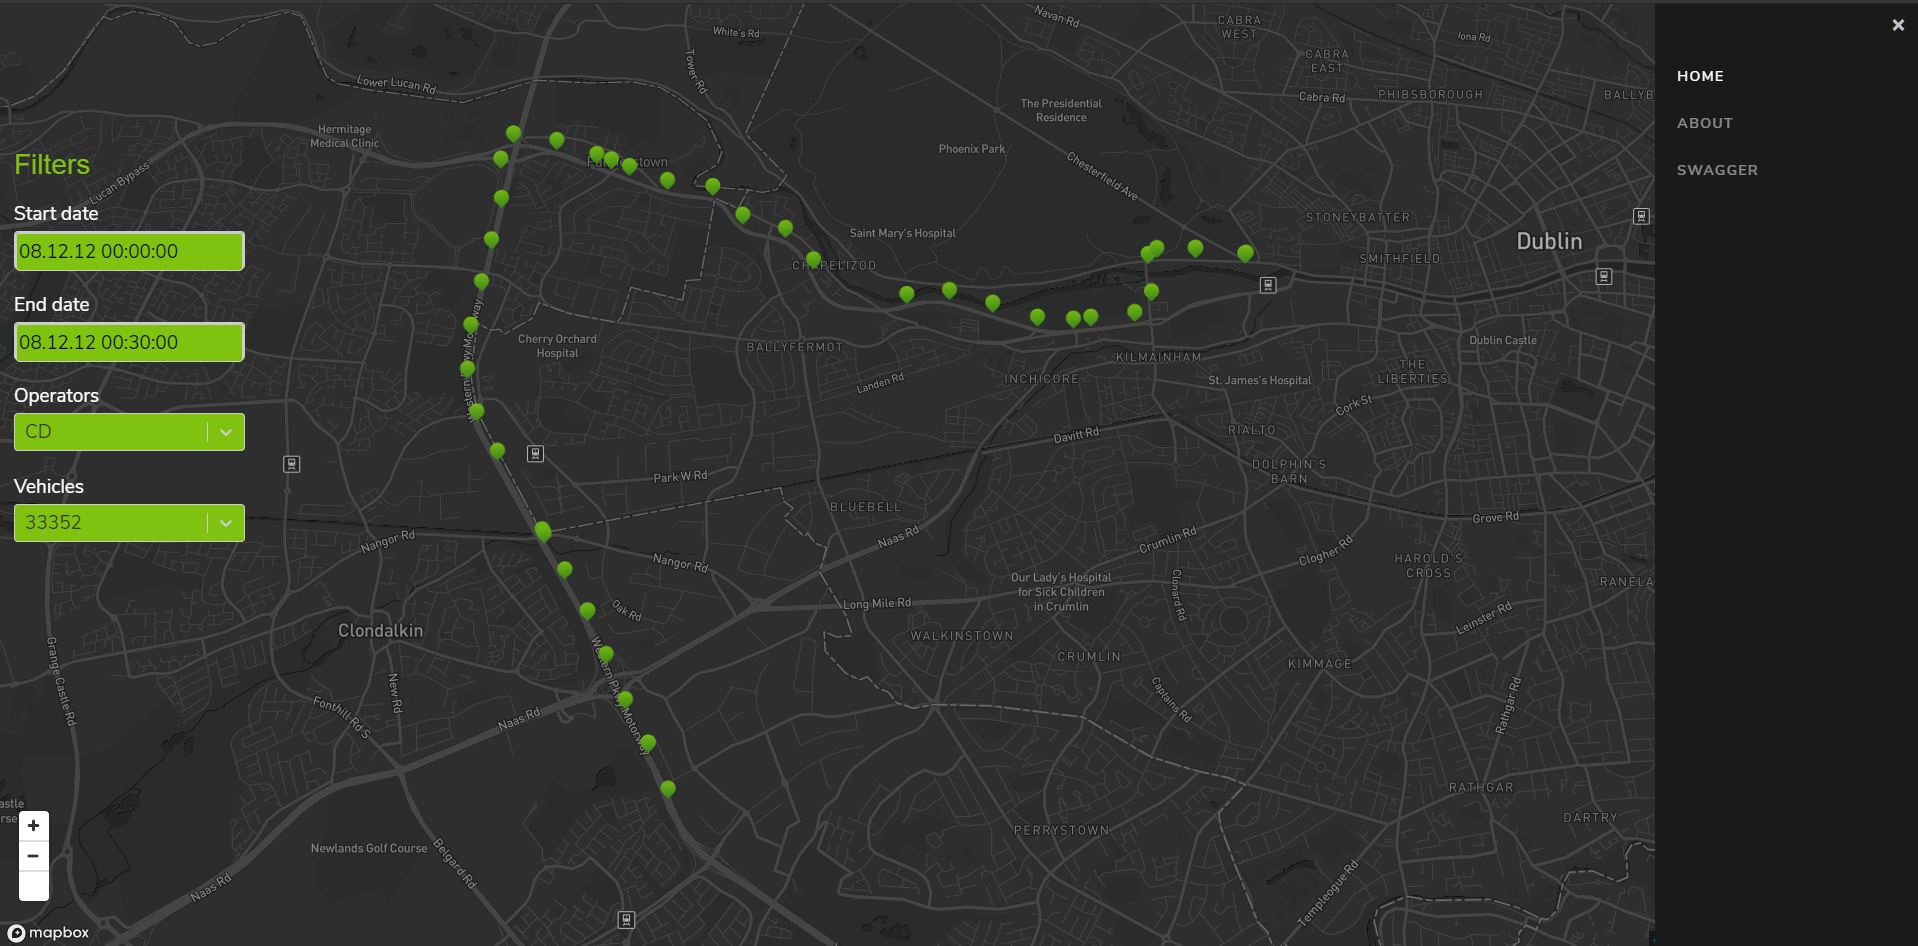 Filters
Start date
08.12.12 00:00:00
End date
08.12.12 00:30:00
Operators
CD
Vehicles
33352
HOME
ABOUT
SWAGGER
White's Rd
Navan Rd
CABRA
WEST
Iona Rd
CABRA
EAST
Tower Rd
Lower Lucan Rd
The Presidential
Residence
Cabra Rd
PHIBSBOROUGH
BALLYB
Hermitage
Medical Clinic
Phoenix Park
Chesterfield Ave
Lucan Bypass
Saint Mary's Hospital
STONEYBATTER
Dublin
SMITHFIELD
CHAPELIZOD
Cherry Orchard
Hospital
BALLYFERMOT
Dublin Castle
KILMAINHAM
THE
LIBERTIES
INCHICORE
St. James's Hospital
Landen Rd
Cork St
RIALTO
Davitt Rd
DOLPHIN'S
BARN
Park W Rd
BLUEBELL
Grove Rd
Nangor Rd
Naas Rd
Crumlin Rd
Clogher Rd
HAROLD'S
CROSS
Nangor Rd
Our Lady's Hospital
for Sick Children
in Crumlin
Clonard Rd
RANELA
Oak Rd
Long Mile Rd
Leinster Rd
Clondalkin
WALKINSTOWN
CRUMLIN
KIMMAGE
Grange Castle Rd
New Rd
Fonthill Rd S
Naas Rd
Captains Rd
Rathgar Rd
RATHGAR
DARTRY
PERRYSTOWN
Newlands Golf Course
Belgard Rd
Naas Rd
Templeogue Rd
mapbox